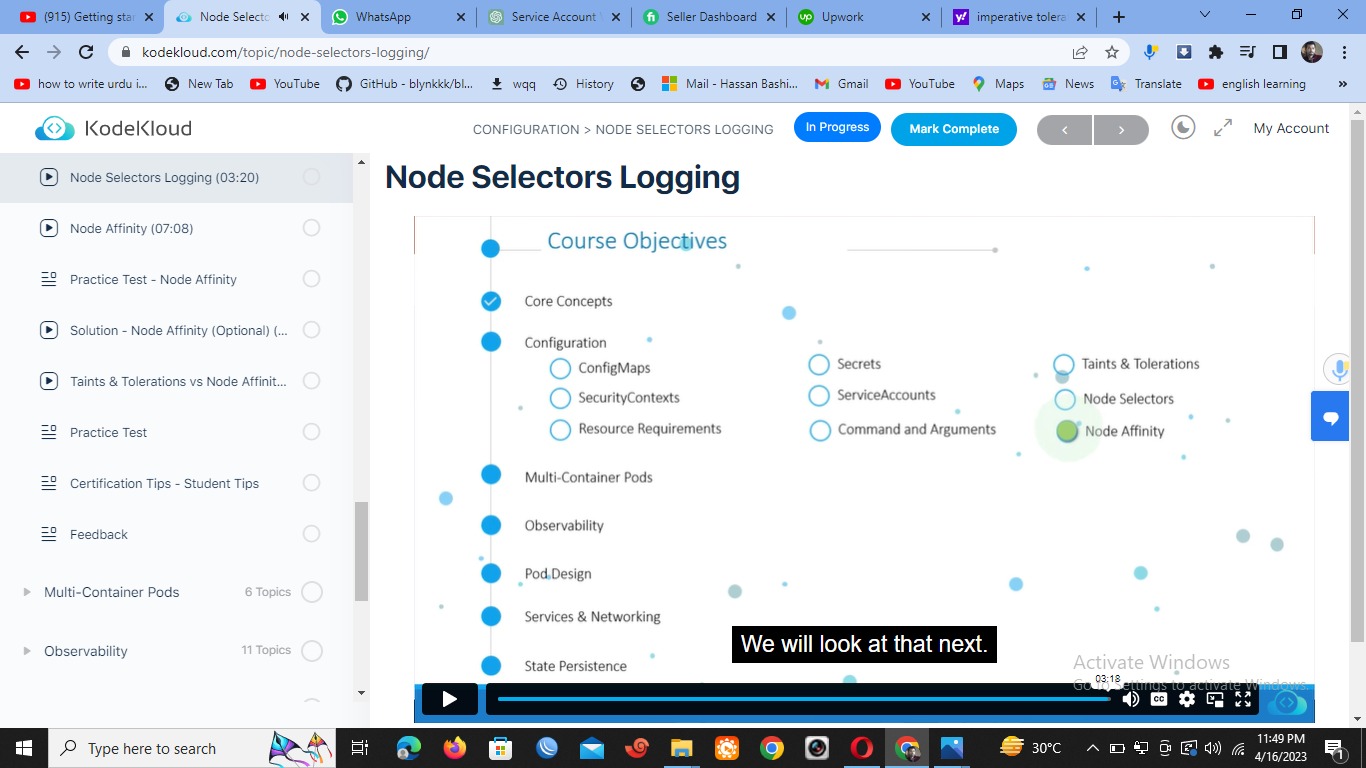 (915) Getting star
Node Selecto
WhatsApp
Service Account
Seller Dashboard
Upwork
imperative tolera
kodekloud.com/topic/node-selectors-logging/
how to write urdu i...
New Tab
YouTube
GitHub - blynkkk/bl...
wqq
History
Mail - Hassan Bashi...
Gmail
YouTube
Maps
News
Translate
english learning
»
KodeKloud
CONFIGURATION > NODE SELECTORS LOGGING
In Progress
Mark Complete
<
>
My Account
Node Selectors Logging (03:20)
Node Affinity (07:08)
Practice Test - Node Affinity
Solution - Node Affinity (Optional) (...
Taints & Tolerations vs Node Affinit...
Practice Test
Certification Tips - Student Tips
Feedback
Multi-Container Pods
6 Topics
Observability
11 Topics
Node Selectors Logging
Course Objectives
Core Concepts
Configuration
ConfigMaps
Secrets
Taints & Tolerations
SecurityContexts
ServiceAccounts
Node Selectors
Resource Requirements
Command and Arguments
Node Affinity
Multi-Container Pods
Observability
Pod Design
Services & Networking
State Persistence
We will look at that next.
Activate Windows
Go to Settings to activate Windows.
03:18
CC
Type here to search
30°C
11:49 PM
4/16/2023
1